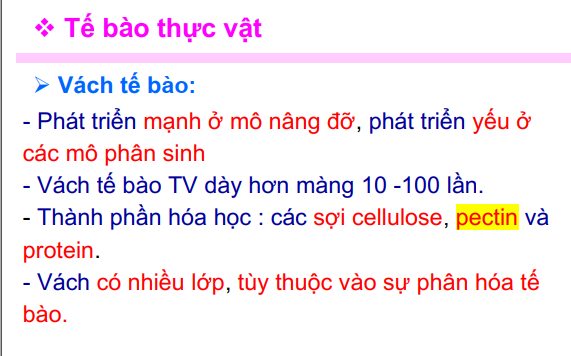 ❖ Tế bào thực vật
➢ Vách tế bào:
- Phát triển mạnh ở mô nâng đỡ, phát triển yếu ở
các mô phân sinh
- Vách tế bào TV dày hơn màng 10 -100 lần.
- Thành phần hóa học : các sợi cellulose, pectin và
protein.
- Vách có nhiều lớp, tùy thuộc vào sự phân hóa tế
bào.